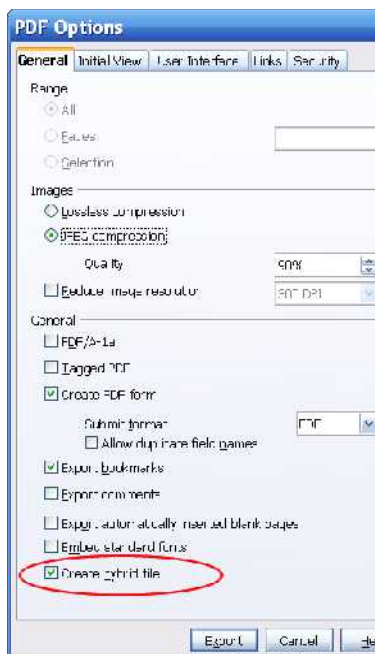 PDF Options
General Initial View User Interface Links Security
Range
All
Pages
Selection
Images
Lossless compression
JPEG compression
Quality 90%
Reduce image resolution 300 DPI
General
PDF/A-1a
Tagged PDF
Create PDF form
Submit format FDF
Allow duplicate field names
Export bookmarks
Export comments
Export automatically inserted blank pages
Embed standard fonts
Create hybrid file
Export Cancel He